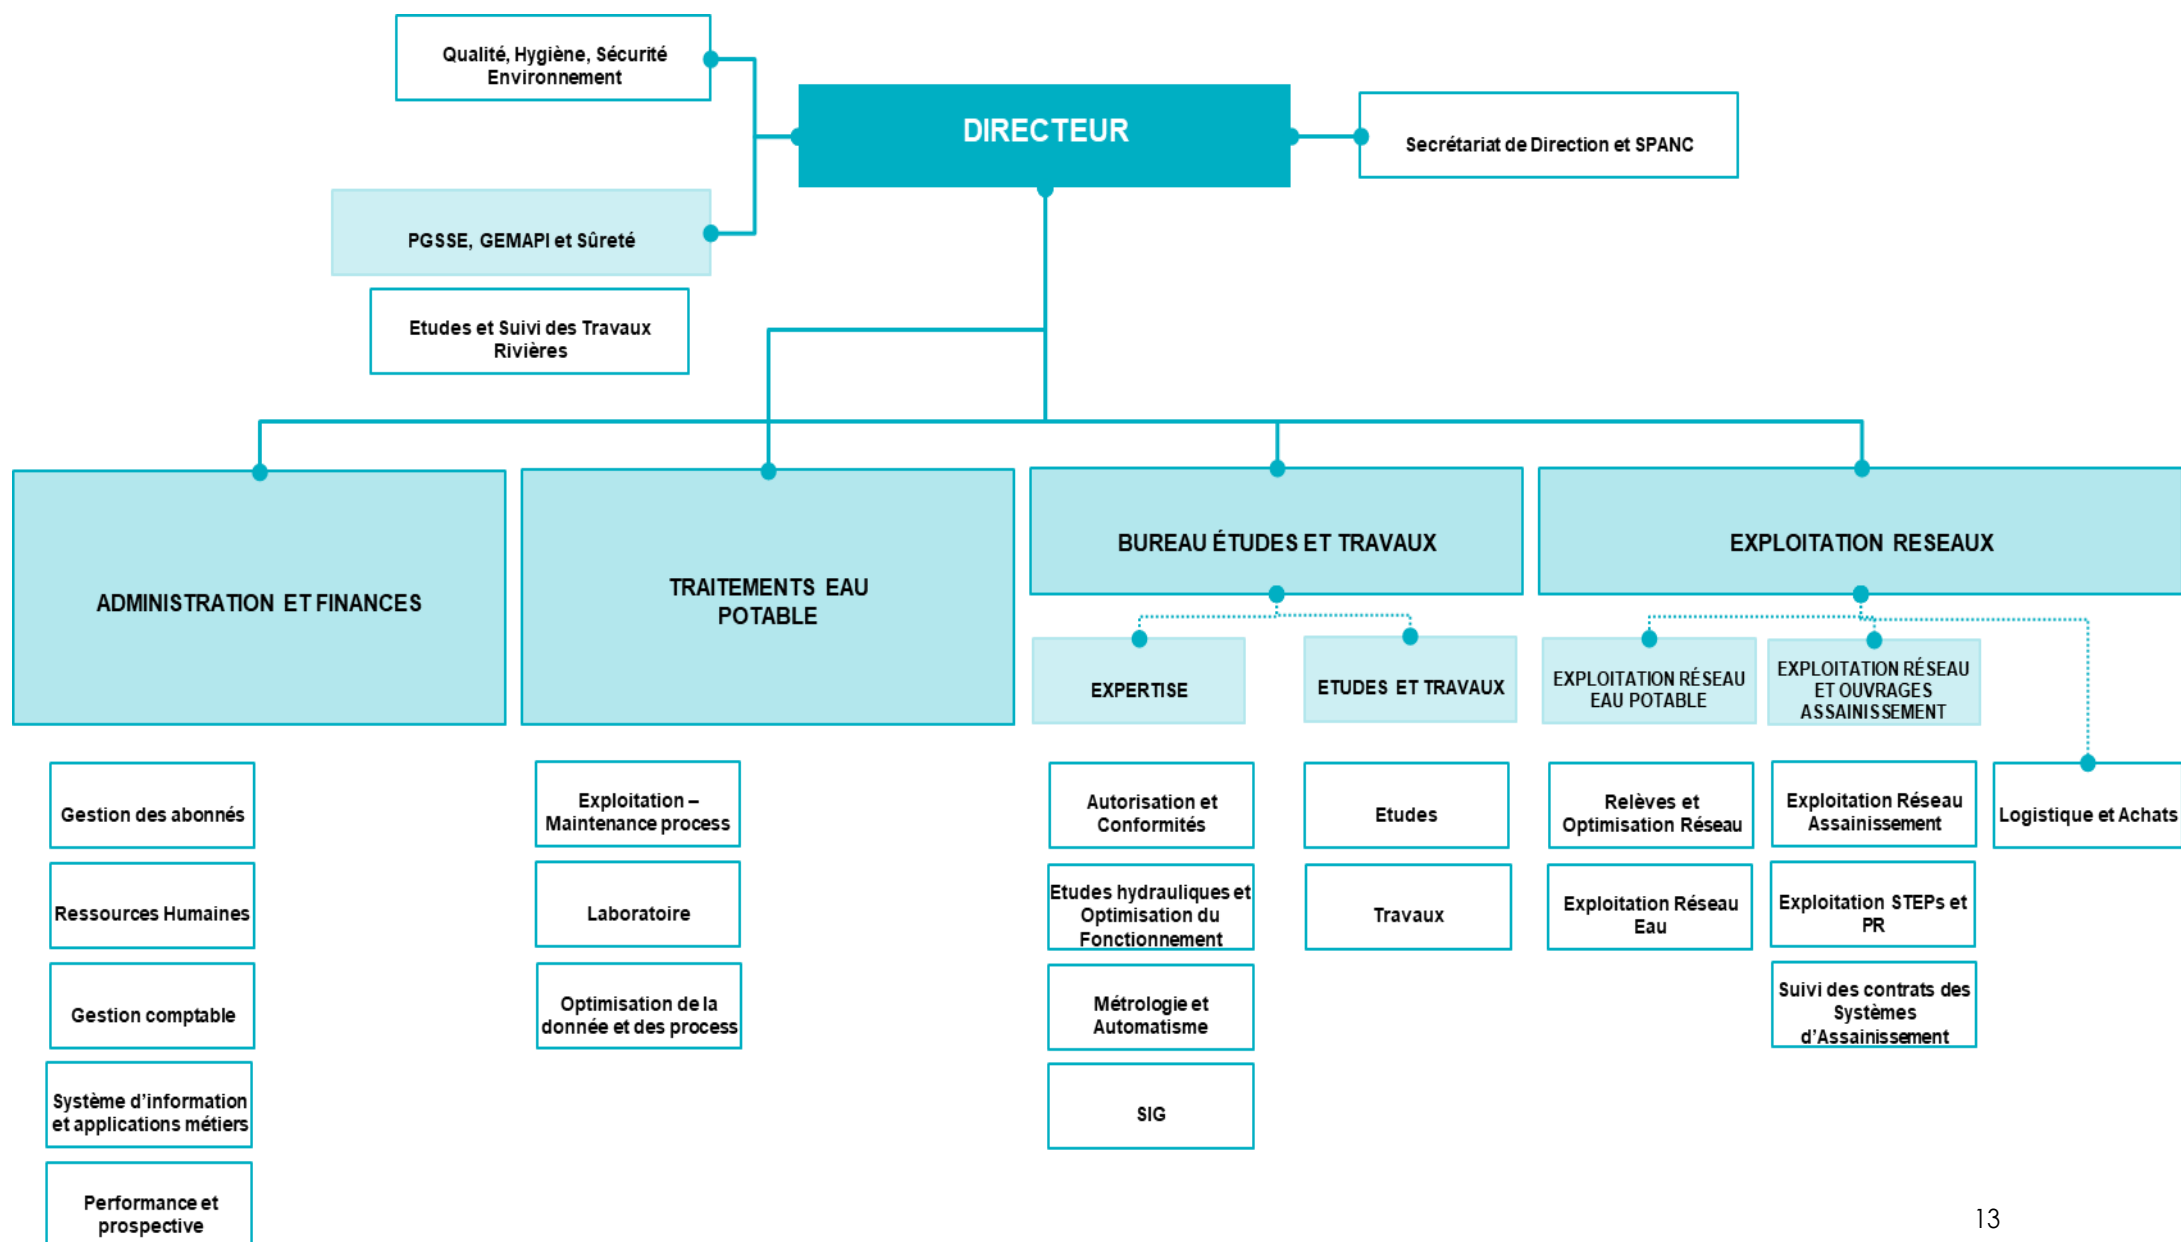 Qualité, Hygiène, Sécurité
Environnement
DIRECTEUR
Secrétariat de Direction et SPANC
PGSSE, GEMAPI et Sûreté
Etudes et Suivi des Travaux
Rivières
ADMINISTRATION ET FINANCES
Gestion des abonnés
Ressources Humaines
Gestion comptable
Système d'information
et applications métiers
Performance et
prospective
TRAITEMENTS EAU
POTABLE
Exploitation –
Maintenance process
Laboratoire
Optimisation de la
donnée et des process
BUREAU ÉTUDES ET TRAVAUX
EXPERTISE
Autorisation et
Conformités
Etudes hydrauliques et
Optimisation du
Fonctionnement
Métrologie et
Automatisme
SIG
ETUDES ET TRAVAUX
Etudes
Travaux
EXPLOITATION RESEAUX
EXPLOITATION RÉSEAU
EAU POTABLE
Relèves et
Optimisation Réseau
Exploitation Réseau
Eau
EXPLOITATION RÉSEAU
ET OUVRAGES
ASSAINISSEMENT
Exploitation Réseau
Assainissement
Exploitation STEPs et
PR
Suivi des contrats des
Systèmes
d'Assainissement
Logistique et Achats
13